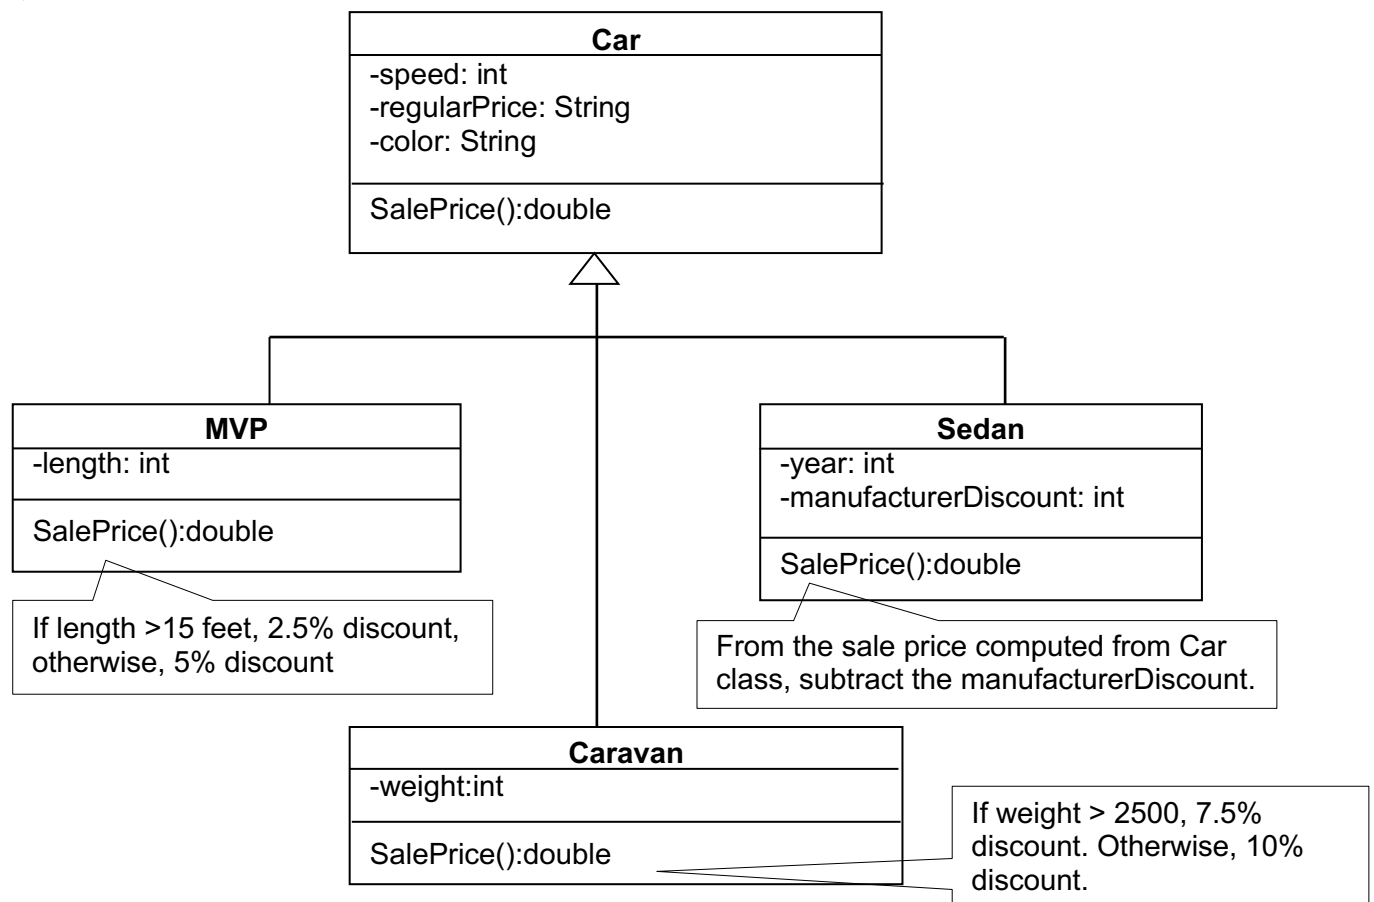 Car
-speed: int
-regularPrice: String
-color: String
SalePrice():double
MVP
-length: int
SalePrice():double
If length >15 feet, 2.5% discount,
otherwise, 5% discount
Sedan
-year: int
-manufacturerDiscount: int
SalePrice():double
From the sale price computed from Car
class, subtract the manufacturerDiscount.
Caravan
-weight:int
SalePrice():double
If weight > 2500, 7.5%
discount. Otherwise, 10%
discount.